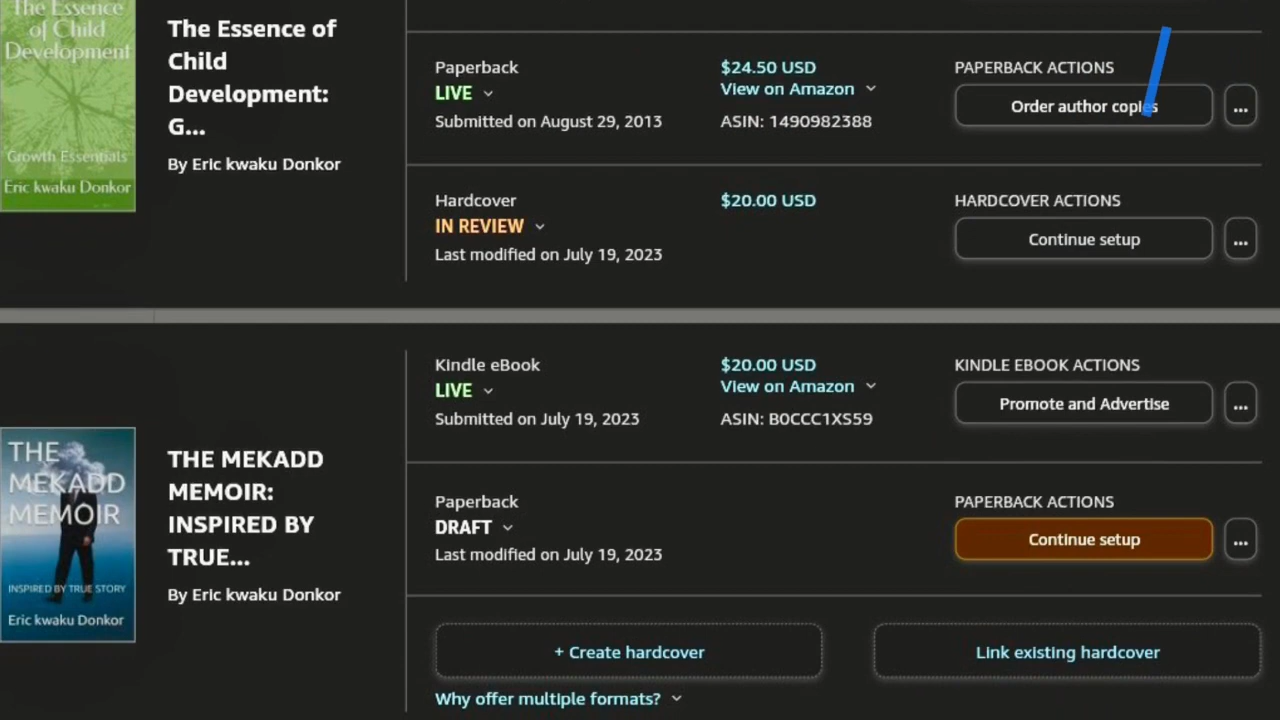 The Essence
of Child
Development
Growth Essentials
Eric kwaku Donkor
The Essence of
Child
Development:
G...
By Eric kwaku Donkor
Paperback
LIVE
Submitted on August 29, 2013
$24.50 USD
View on Amazon
ASIN: 1490982388
PAPERBACK ACTIONS
Order author copies
...
Hardcover
IN REVIEW
Last modified on July 19, 2023
$20.00 USD
HARDCOVER ACTIONS
Continue setup
...
THE
MEKADD
MEMOIR
INSPIRED BY TRUE STORY
Eric kwaku Donkor
THE MEKADD
MEMOIR:
INSPIRED BY
TRUE...
By Eric kwaku Donkor
Kindle eBook
LIVE
Submitted on July 19, 2023
$20.00 USD
View on Amazon
ASIN: B0CCC1XS59
KINDLE EBOOK ACTIONS
Promote and Advertise
...
Paperback
DRAFT
Last modified on July 19, 2023
PAPERBACK ACTIONS
Continue setup
...
+ Create hardcover
Link existing hardcover
Why offer multiple formats?